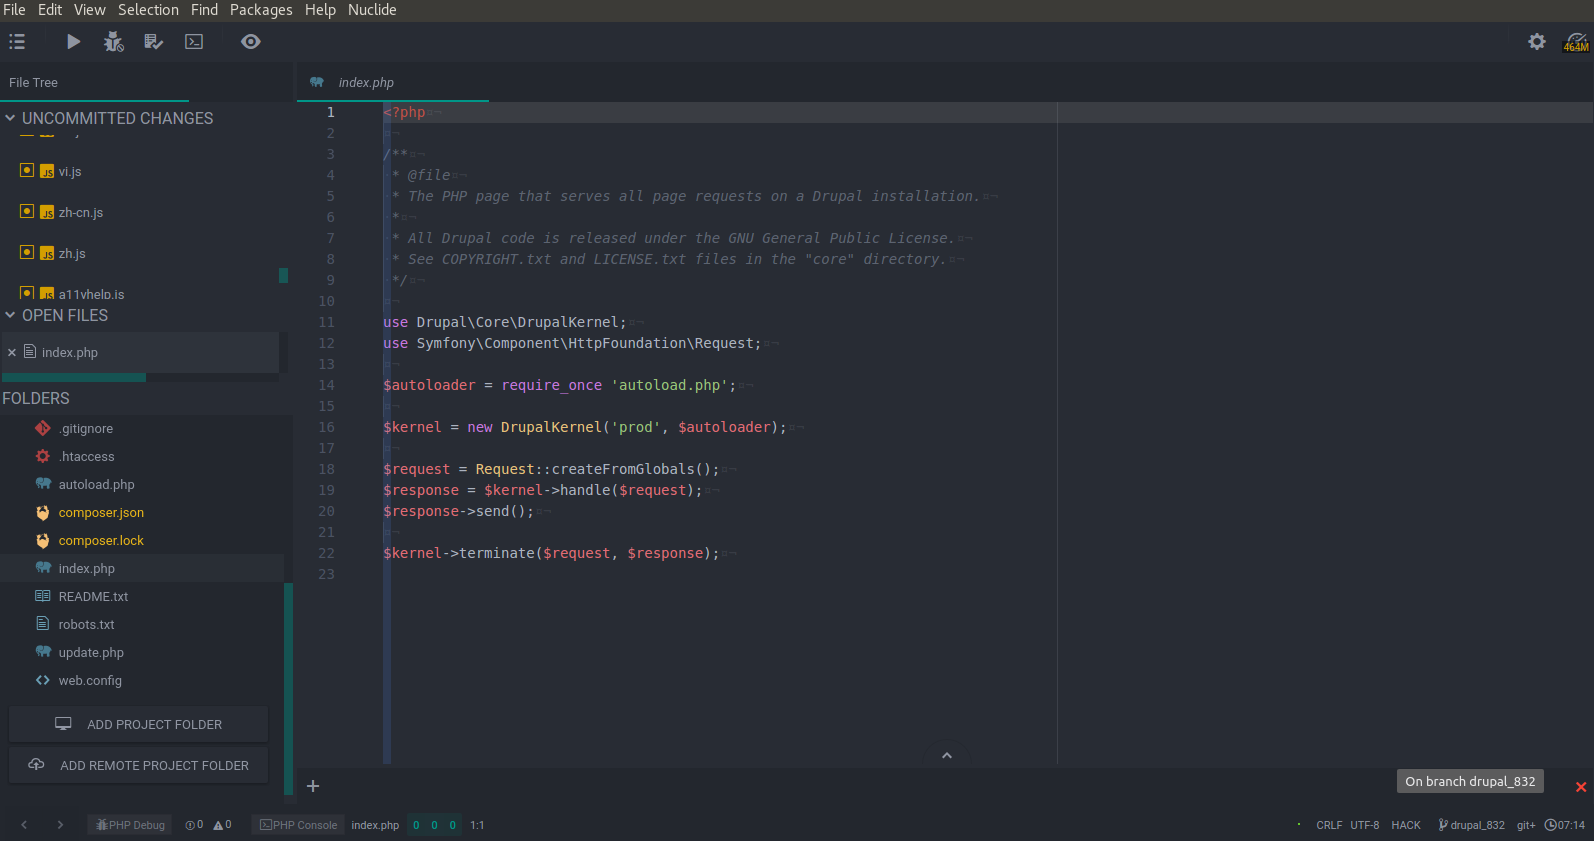 File Edit View Selection Find Packages Help Nuclide
464M
File Tree
index.php
UNCOMMITTED CHANGES
JS vi.js
JS zh-cn.js
JS zh.js
JS a11yhelp.js
OPEN FILES
× index.php
FOLDERS
.gitignore
.htaccess
autoload.php
composer.json
composer.lock
index.php
README.txt
robots.txt
update.php
web.config
ADD PROJECT FOLDER
ADD REMOTE PROJECT FOLDER
1 <?php¤¬
2 ¤¬
3 /**¤¬
4 · * @file¤¬
5 · * The PHP page that serves all page requests on a Drupal installation.¤¬
6 · *¤¬
7 · * All Drupal code is released under the GNU General Public License.¤¬
8 · * See COPYRIGHT.txt and LICENSE.txt files in the "core" directory.¤¬
9 · */¤¬
10 ¤¬
11 use Drupal\Core\DrupalKernel;¤¬
12 use Symfony\Component\HttpFoundation\Request;¤¬
13 ¤¬
14 $autoloader = require_once 'autoload.php';¤¬
15 ¤¬
16 $kernel = new DrupalKernel('prod', $autoloader);¤¬
17 ¤¬
18 $request = Request::createFromGlobals();¤¬
19 $response = $kernel->handle($request);¤¬
20 $response->send();¤¬
21 ¤¬
22 $kernel->terminate($request, $response);¤¬
23
+
On branch drupal_832
PHP Debug 0 0 PHP Console index.php 0 0 0 1:1 CRLF UTF-8 HACK drupal_832 git+ 07:14